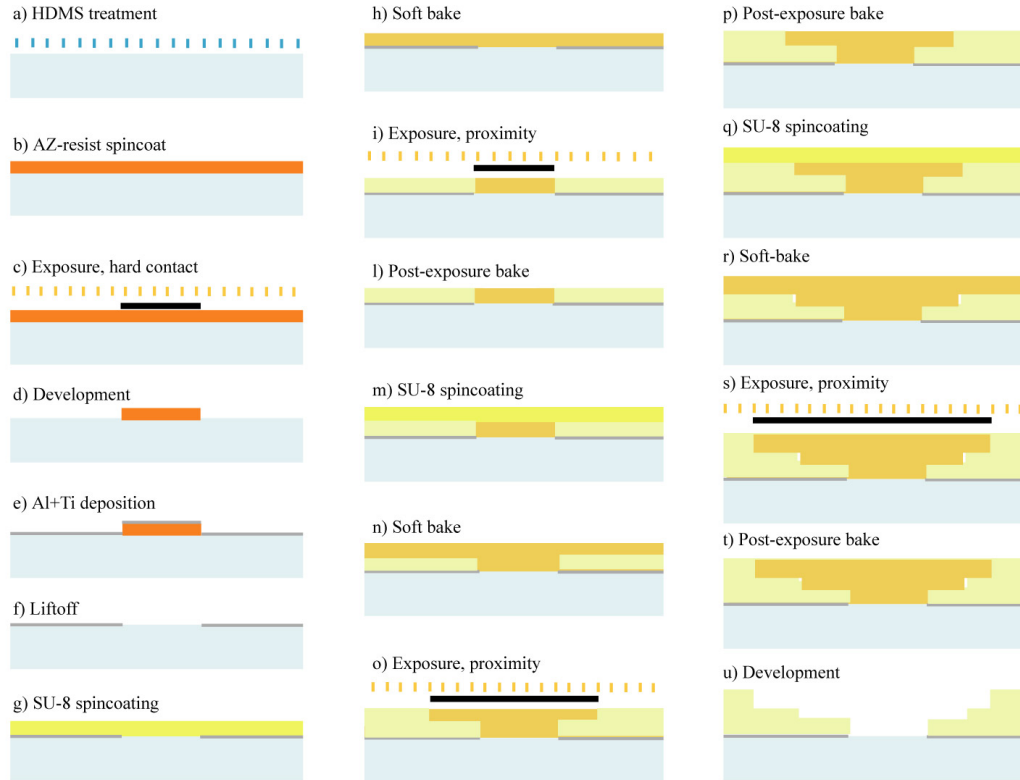 a) HDMS treatment
b) AZ-resist spincoat
c) Exposure, hard contact
d) Development
e) Al+Ti deposition
f) Liftoff
g) SU-8 spincoating
h) Soft bake
i) Exposure, proximity
l) Post-exposure bake
m) SU-8 spincoating
n) Soft bake
o) Exposure, proximity
p) Post-exposure bake
q) SU-8 spincoating
r) Soft-bake
s) Exposure, proximity
t) Post-exposure bake
u) Development